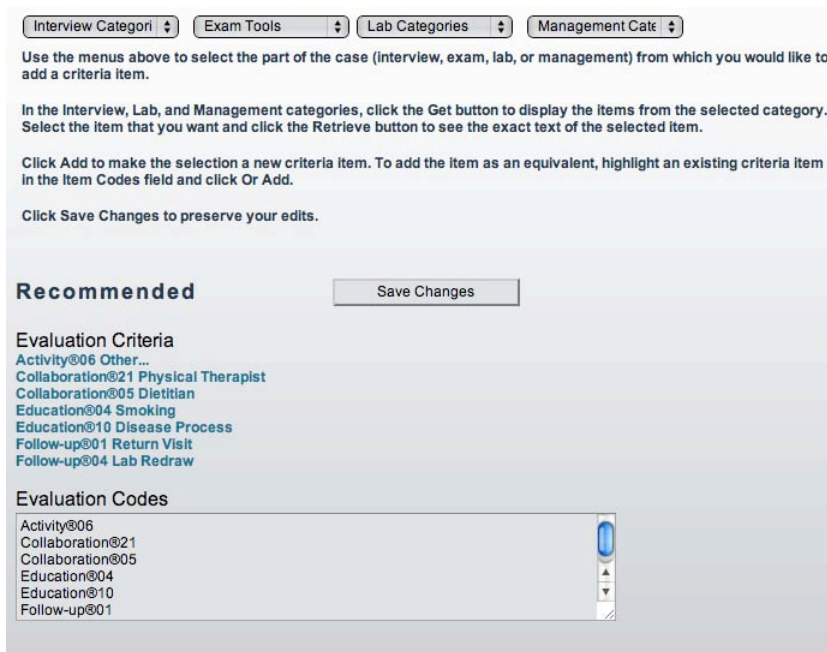 Interview Categori Exam Tools Lab Categories Management Cate
Use the menus above to select the part of the case (interview, exam, lab, or management) from which you would like to
add a criteria item.
In the Interview, Lab, and Management categories, click the Get button to display the items from the selected category.
Select the item that you want and click the Retrieve button to see the exact text of the selected item.
Click Add to make the selection a new criteria item. To add the item as an equivalent, highlight an existing criteria item
in the Item Codes field and click Or Add.
Click Save Changes to preserve your edits.
Recommended Save Changes
Evaluation Criteria
Activity®06 Other...
Collaboration®21 Physical Therapist
Collaboration®05 Dietitian
Education®04 Smoking
Education®10 Disease Process
Follow-up®01 Return Visit
Follow-up®04 Lab Redraw
Evaluation Codes
Activity®06
Collaboration®21
Collaboration®05
Education®04
Education®10
Follow-up®01